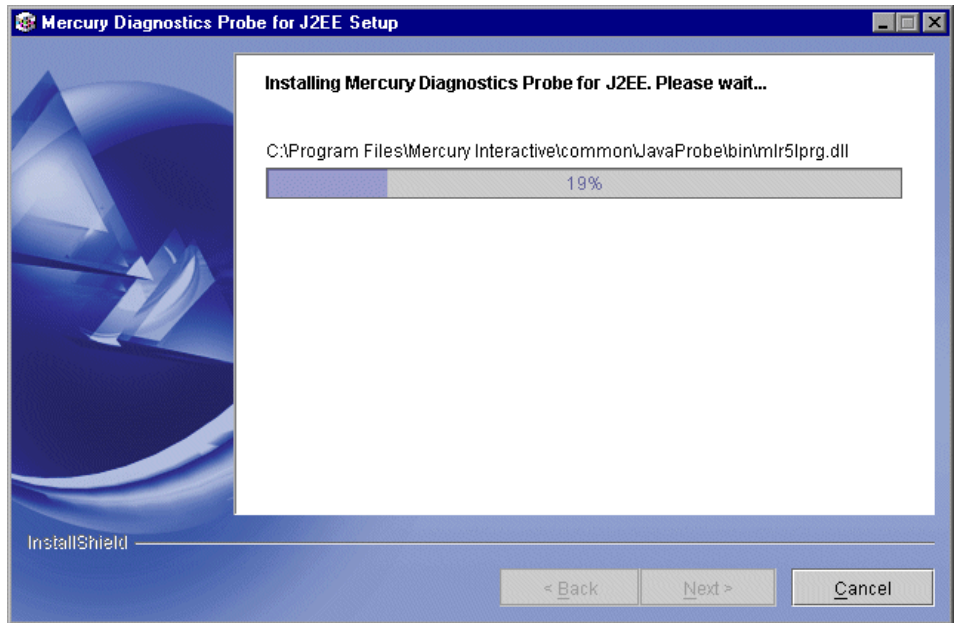 Mercury Diagnostics Probe for J2EE Setup
Installing Mercury Diagnostics Probe for J2EE. Please wait...
C:\Program Files\Mercury Interactive\common\JavaProbe\bin\mlr5lprg.dll
19%
InstallShield
< Back Next > Cancel